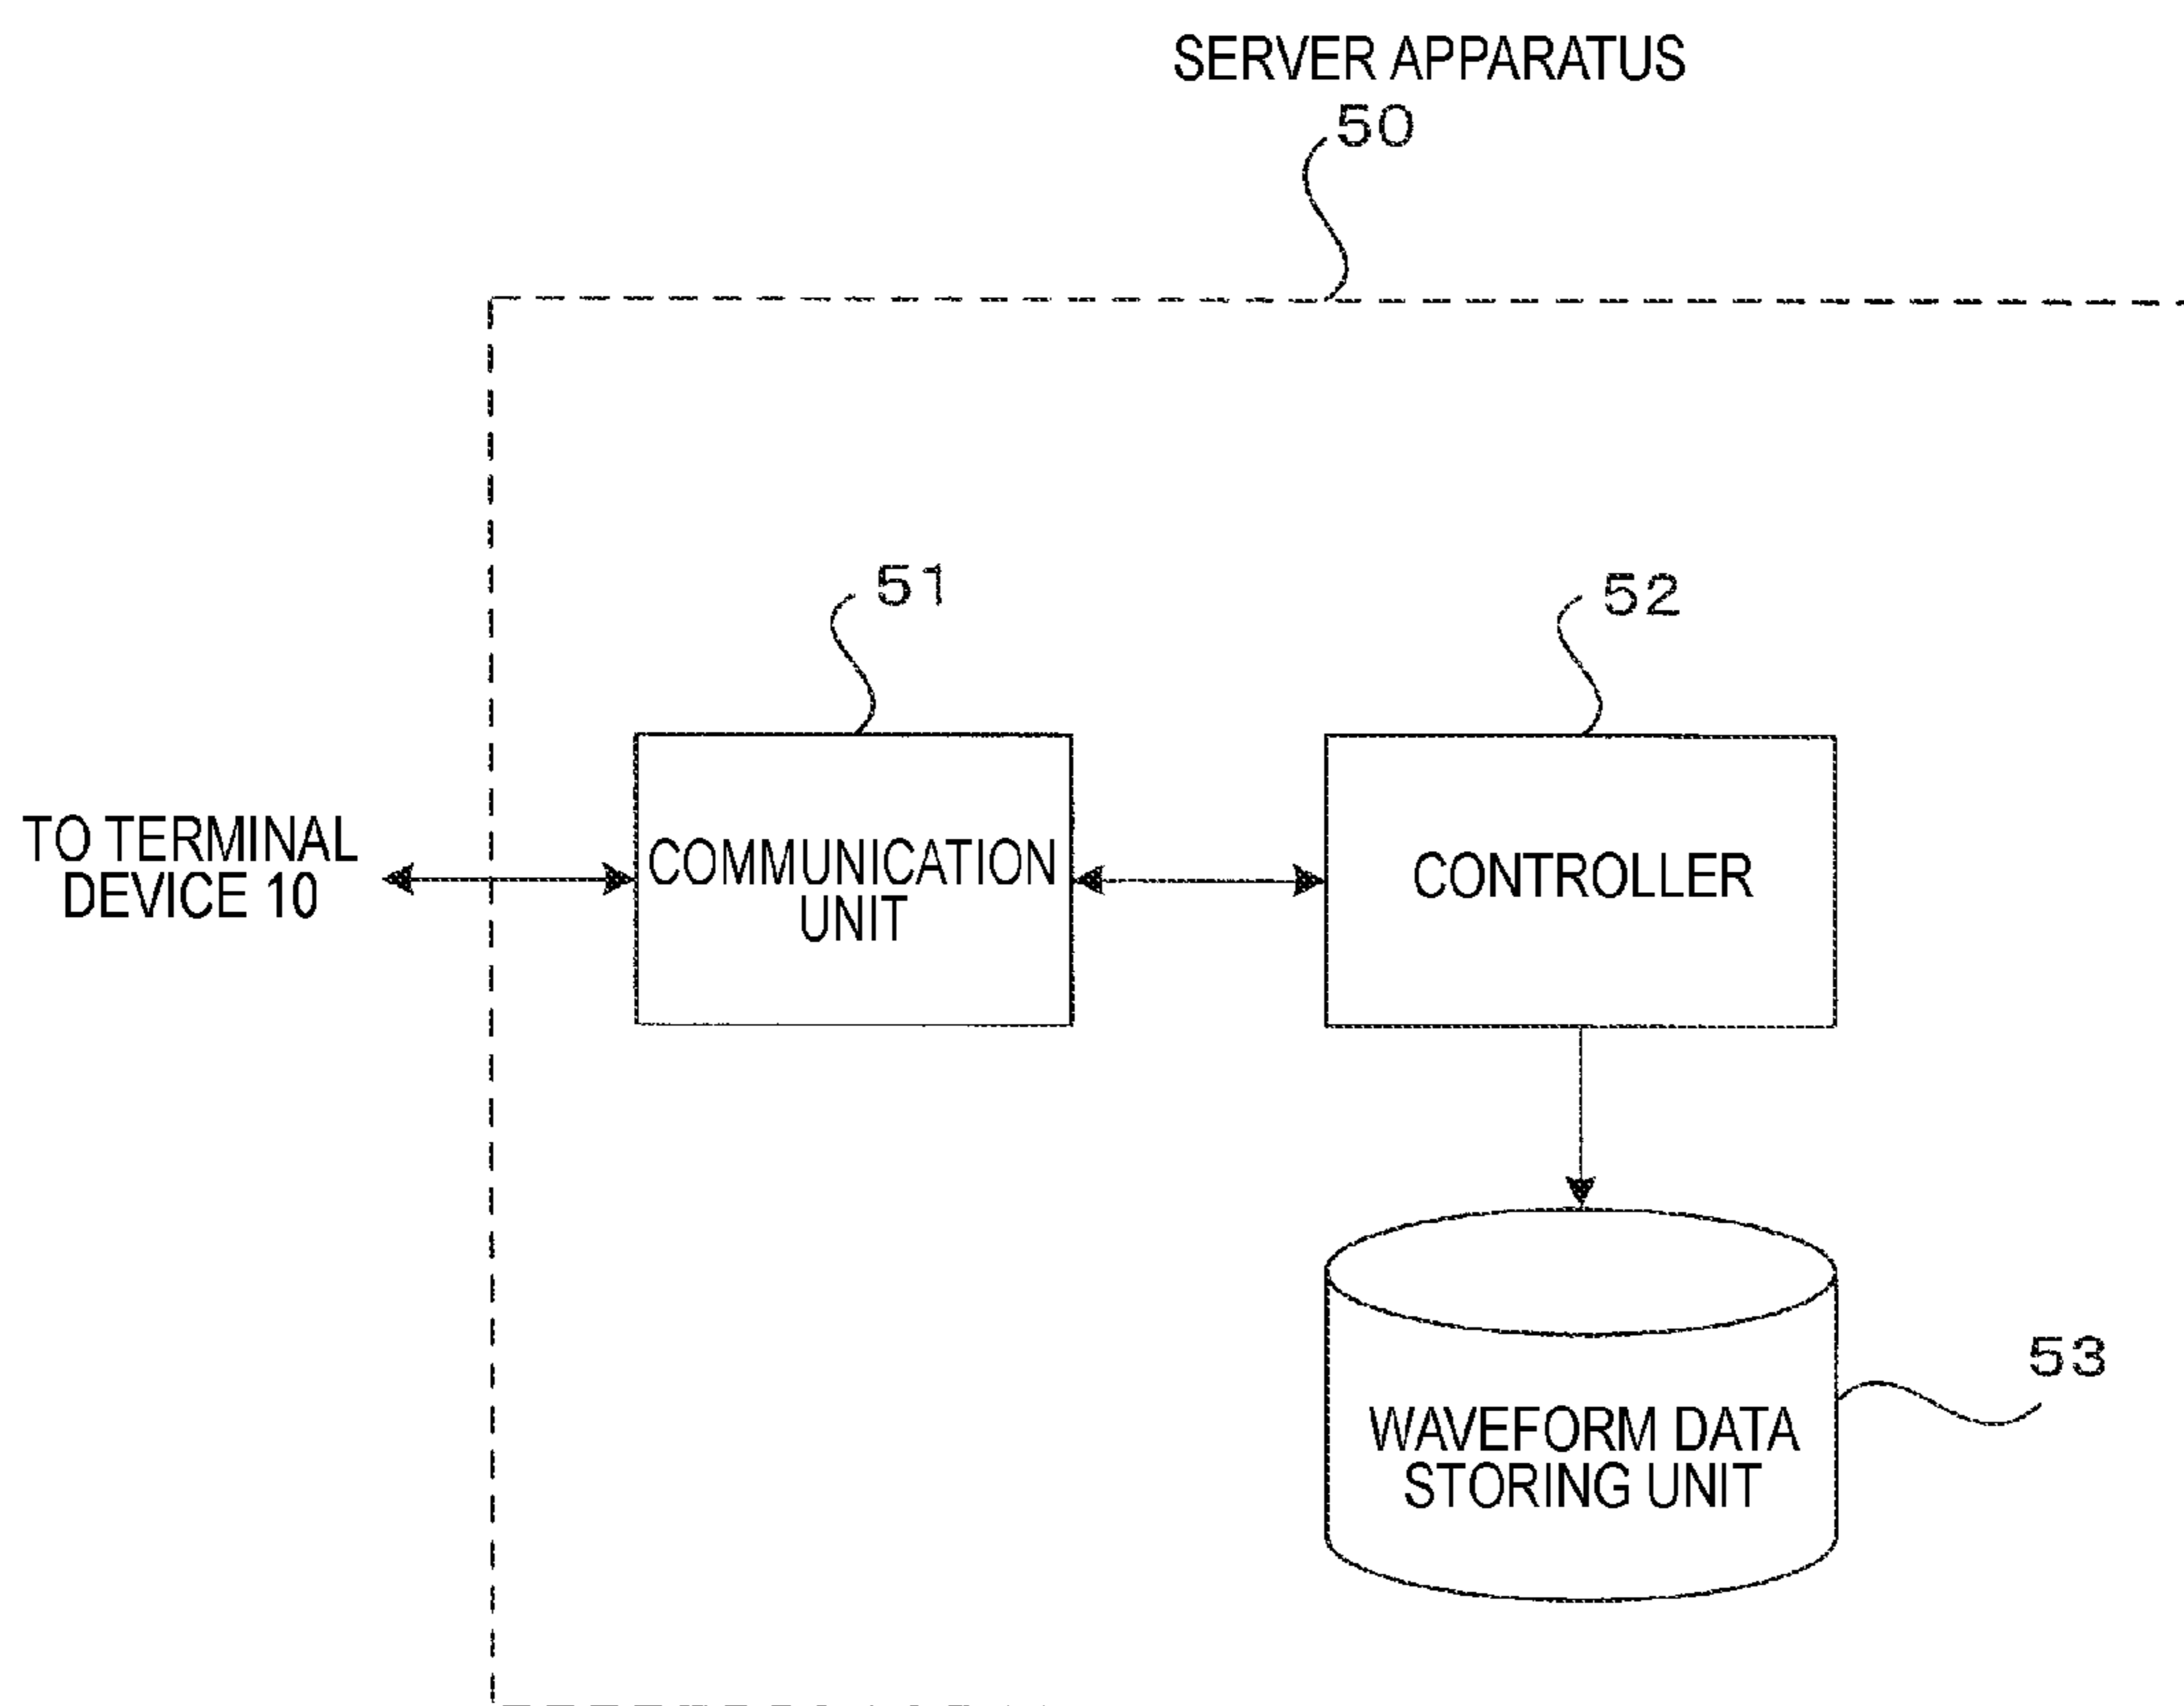 SERVER APPARATUS
50
51
52
TO TERMINAL
DEVICE 10
COMMUNICATION
UNIT
CONTROLLER
53
WAVEFORM DATA
STORING UNIT